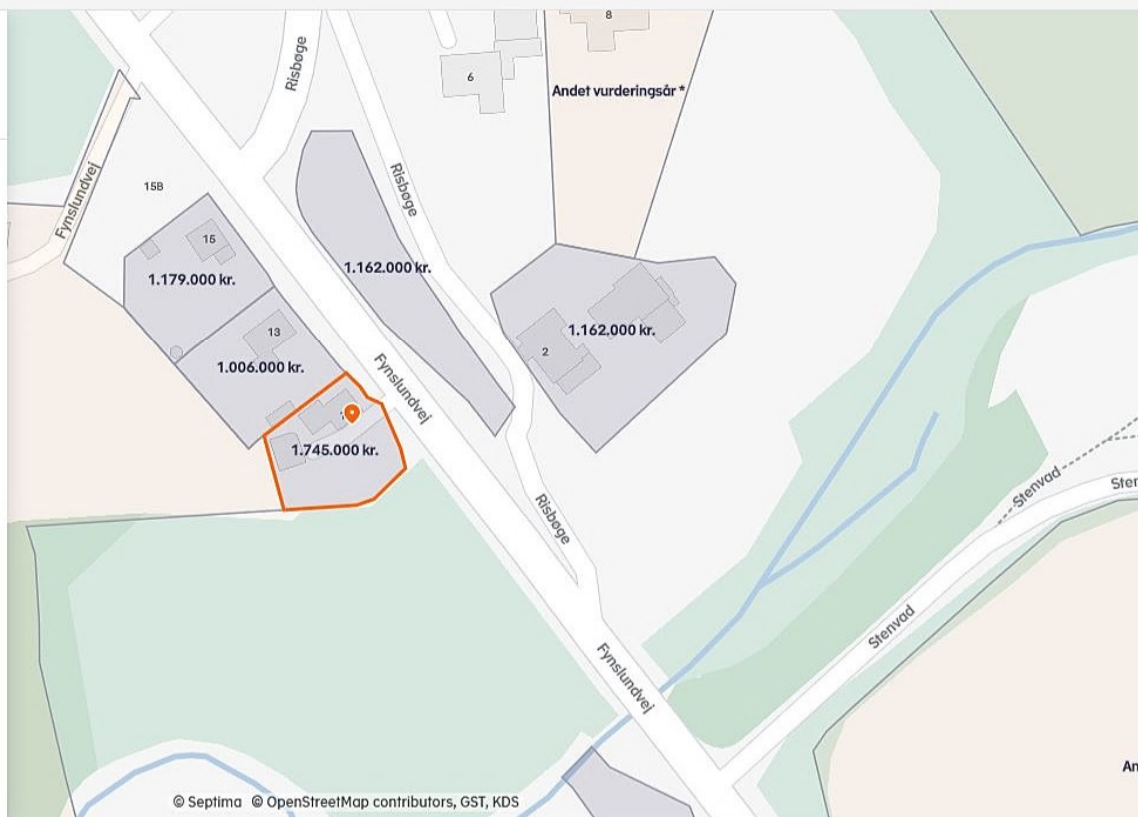 8
Risbøge
6
Andet vurderingsår *
Fynslundvej
15B
Risbøge
15
1.179.000 kr.
1.162.000 kr.
13
2
1.162.000 kr.
1.006.000 kr.
Fynslundvej
1.745.000 kr.
Stenvad
Risbøge
Stenvad
Fynslundvej
© Septima © OpenStreetMap contributors, GST, KDS